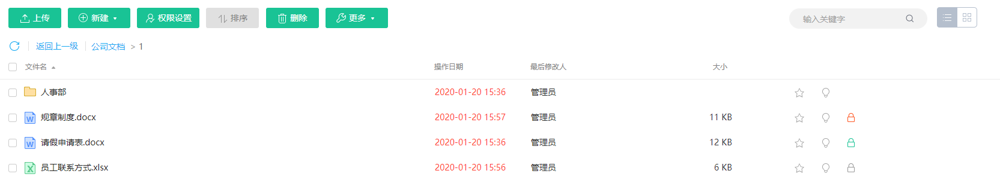 上传 新建 权限设置 排序 删除 更多 输入关键字
返回上一级 公司文档 > 1
文件名 操作日期 最后修改人 大小
人事部 2020-01-20 15:36 管理员
规章制度.docx 2020-01-20 15:57 管理员 11 KB
请假申请表.docx 2020-01-20 15:36 管理员 12 KB
员工联系方式.xlsx 2020-01-20 15:56 管理员 6 KB